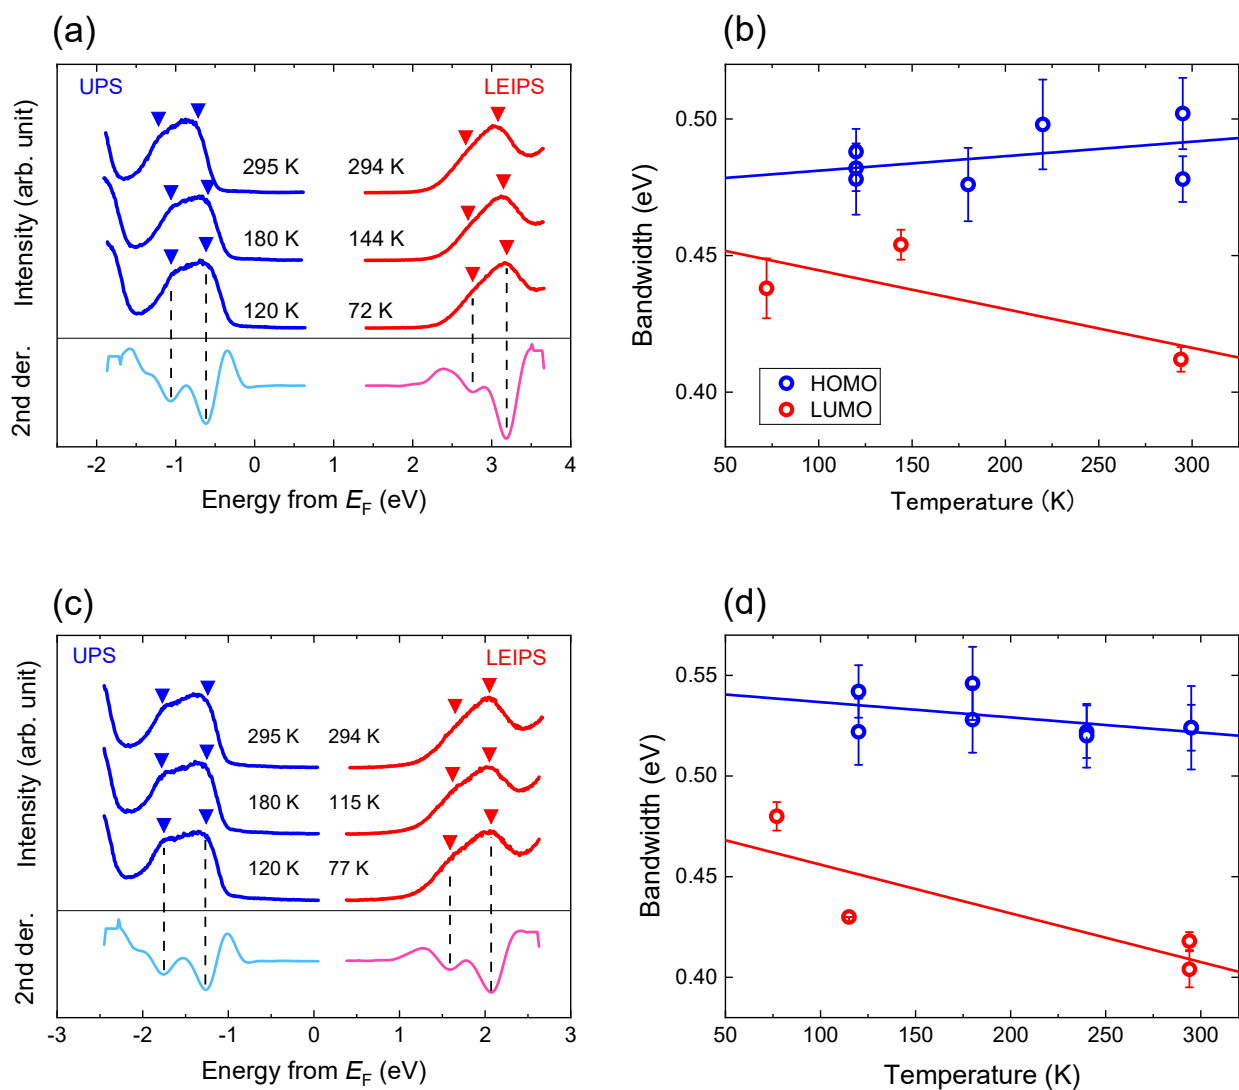 (a)
UPS
LEIPS
295 K
294 K
180 K
144 K
120 K
72 K
Intensity (arb. unit)
2nd der.
-2
-1
0
1
2
3
4
Energy from EF (eV)
(b)
0.50
0.45
0.40
Bandwidth (eV)
HOMO
LUMO
50
100
150
200
250
300
Temperature (K)
(c)
UPS
LEIPS
295 K
294 K
180 K
115 K
120 K
77 K
Intensity (arb. unit)
2nd der.
-3
-2
-1
0
1
2
3
Energy from EF (eV)
(d)
0.55
0.50
0.45
0.40
Bandwidth (eV)
50
100
150
200
250
300
Temperature (K)